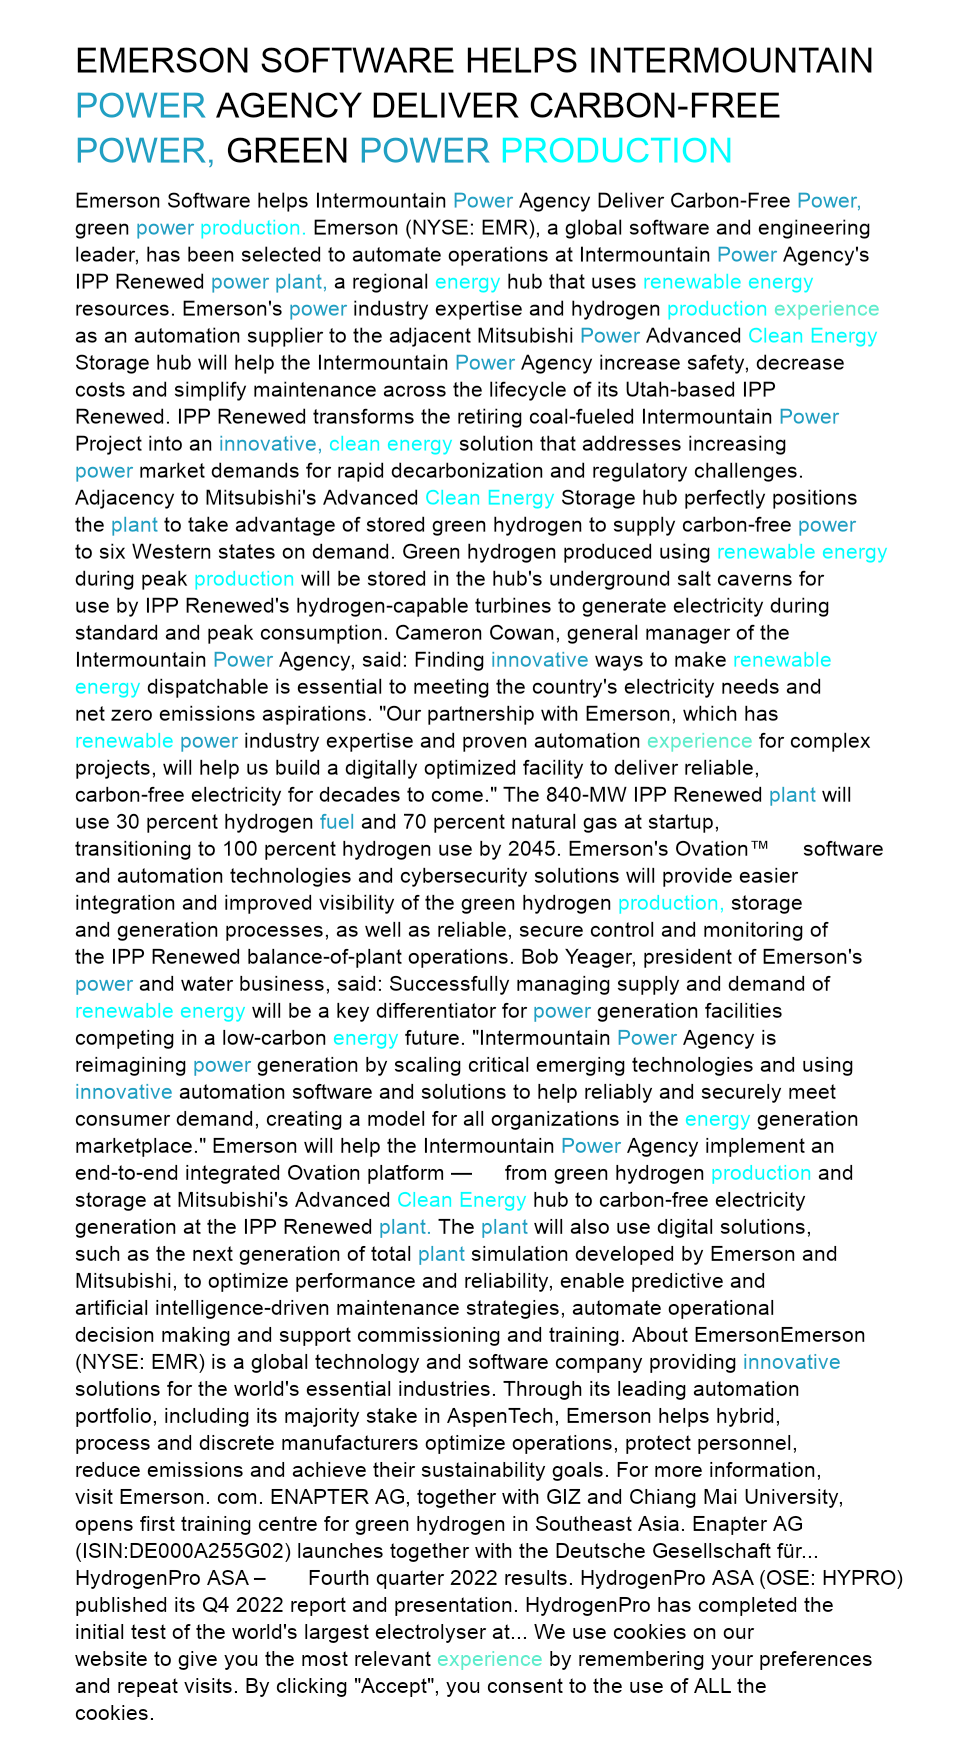 EMERSON SOFTWARE HELPS INTERMOUNTAIN
POWER AGENCY DELIVER CARBON-FREE
POWER, GREEN POWER PRODUCTION
Emerson Software helps Intermountain Power Agency Deliver Carbon-Free Power,
green power production. Emerson (NYSE: EMR), a global software and engineering
leader, has been selected to automate operations at Intermountain Power Agency's
IPP Renewed power plant, a regional energy hub that uses renewable energy
resources. Emerson's power industry expertise and hydrogen production experience
as an automation supplier to the adjacent Mitsubishi Power Advanced Clean Energy
Storage hub will help the Intermountain Power Agency increase safety, decrease
costs and simplify maintenance across the lifecycle of its Utah-based IPP
Renewed. IPP Renewed transforms the retiring coal-fueled Intermountain Power
Project into an innovative, clean energy solution that addresses increasing
power market demands for rapid decarbonization and regulatory challenges.
Adjacency to Mitsubishi's Advanced Clean Energy Storage hub perfectly positions
the plant to take advantage of stored green hydrogen to supply carbon-free power
to six Western states on demand. Green hydrogen produced using renewable energy
during peak production will be stored in the hub's underground salt caverns for
use by IPP Renewed's hydrogen-capable turbines to generate electricity during
standard and peak consumption. Cameron Cowan, general manager of the
Intermountain Power Agency, said: Finding innovative ways to make renewable
energy dispatchable is essential to meeting the country's electricity needs and
net zero emissions aspirations. "Our partnership with Emerson, which has
renewable power industry expertise and proven automation experience for complex
projects, will help us build a digitally optimized facility to deliver reliable,
carbon-free electricity for decades to come." The 840-MW IPP Renewed plant will
use 30 percent hydrogen fuel and 70 percent natural gas at startup,
transitioning to 100 percent hydrogen use by 2045. Emerson's Ovation™ software
and automation technologies and cybersecurity solutions will provide easier
integration and improved visibility of the green hydrogen production, storage
and generation processes, as well as reliable, secure control and monitoring of
the IPP Renewed balance-of-plant operations. Bob Yeager, president of Emerson's
power and water business, said: Successfully managing supply and demand of
renewable energy will be a key differentiator for power generation facilities
competing in a low-carbon energy future. "Intermountain Power Agency is
reimagining power generation by scaling critical emerging technologies and using
innovative automation software and solutions to help reliably and securely meet
consumer demand, creating a model for all organizations in the energy generation
marketplace." Emerson will help the Intermountain Power Agency implement an
end-to-end integrated Ovation platform — from green hydrogen production and
storage at Mitsubishi's Advanced Clean Energy hub to carbon-free electricity
generation at the IPP Renewed plant. The plant will also use digital solutions,
such as the next generation of total plant simulation developed by Emerson and
Mitsubishi, to optimize performance and reliability, enable predictive and
artificial intelligence-driven maintenance strategies, automate operational
decision making and support commissioning and training. About EmersonEmerson
(NYSE: EMR) is a global technology and software company providing innovative
solutions for the world's essential industries. Through its leading automation
portfolio, including its majority stake in AspenTech, Emerson helps hybrid,
process and discrete manufacturers optimize operations, protect personnel,
reduce emissions and achieve their sustainability goals. For more information,
visit Emerson. com. ENAPTER AG, together with GIZ and Chiang Mai University,
opens first training centre for green hydrogen in Southeast Asia. Enapter AG
(ISIN:DE000A255G02) launches together with the Deutsche Gesellschaft für...
HydrogenPro ASA – Fourth quarter 2022 results. HydrogenPro ASA (OSE: HYPRO)
published its Q4 2022 report and presentation. HydrogenPro has completed the
initial test of the world's largest electrolyser at... We use cookies on our
website to give you the most relevant experience by remembering your preferences
and repeat visits. By clicking "Accept", you consent to the use of ALL the
cookies.